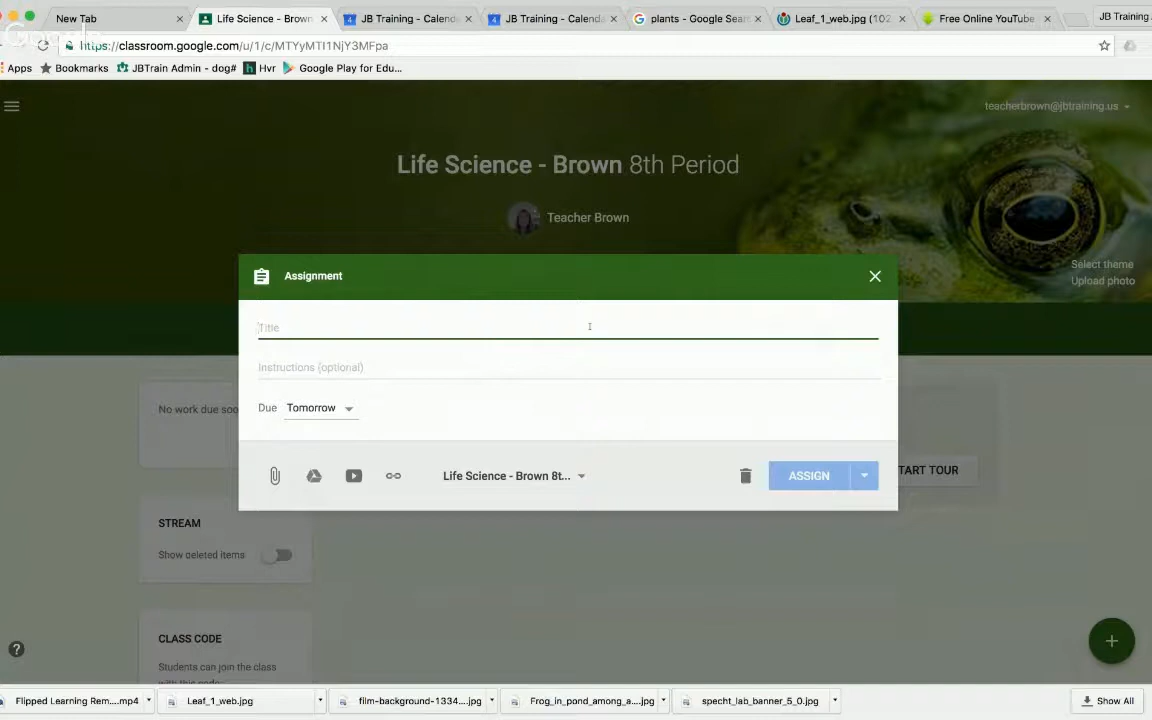 New Tab
Life Science - Brown
JB Training - Calend
JB Training - Calend
plants - Google Sear
Leaf_1_web.jpg (102
Free Online YouTube
JB Training
https://classroom.google.com/u/1/c/MTYyMTI1NjY3MFpa
Apps
Bookmarks
JBTrain Admin - dog#
Hvr
Google Play for Edu...
teacherbrown@jbtraining.us
Life Science - Brown 8th Period
Teacher Brown
Select theme
Upload photo
Assignment
Title
Instructions (optional)
Due Tomorrow
No work due soo
Life Science - Brown 8t...
ASSIGN
TART TOUR
STREAM
Show deleted items
CLASS CODE
Students can join the class
with this code:
Flipped Learning Rem....mp4
Leaf_1_web.jpg
film-background-1334....jpg
Frog_in_pond_among_a....jpg
specht_lab_banner_5_0.jpg
Show All